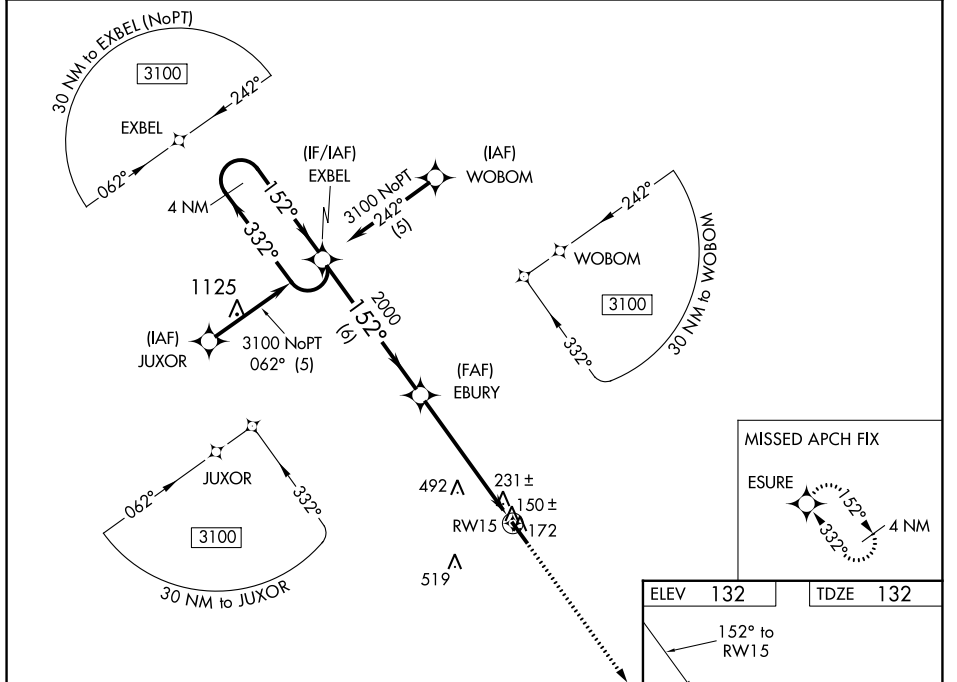 30 NM to EXBEL (NoPT)
3100
242°
EXBEL
062°
(IF/IAF)
EXBEL
(IAF)
WOBOM
3100 NoPT
242°
(5)
4 NM
152°
332°
1125
(IAF)
JUXOR
3100 NoPT
062° (5)
2000
152°
(6)
(FAF)
EBURY
242°
WOBOM
3100
332°
30 NM to WOBOM
062°
JUXOR
332°
3100
30 NM to JUXOR
492
231 ±
150 ±
RW15
172
519
MISSED APCH FIX
ESURE
152°
332°
4 NM
ELEV 132
TDZE 132
152° to
RW15